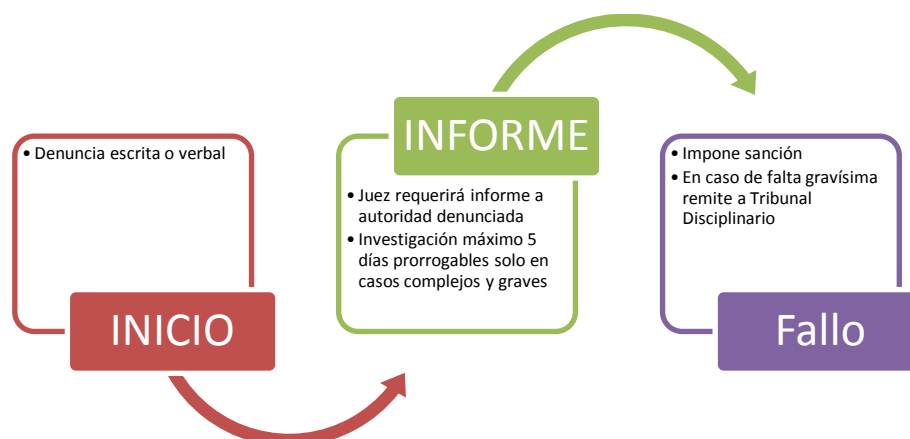 • Denuncia escrita o verbal
INICIO
INFORME
• Juez requerirá informe a
autoridad denunciada
• Investigación máximo 5
días prorrogables solo en
casos complejos y graves
• Impone sanción
• En caso de falta gravísima
remite a Tribunal
Disciplinario
Fallo